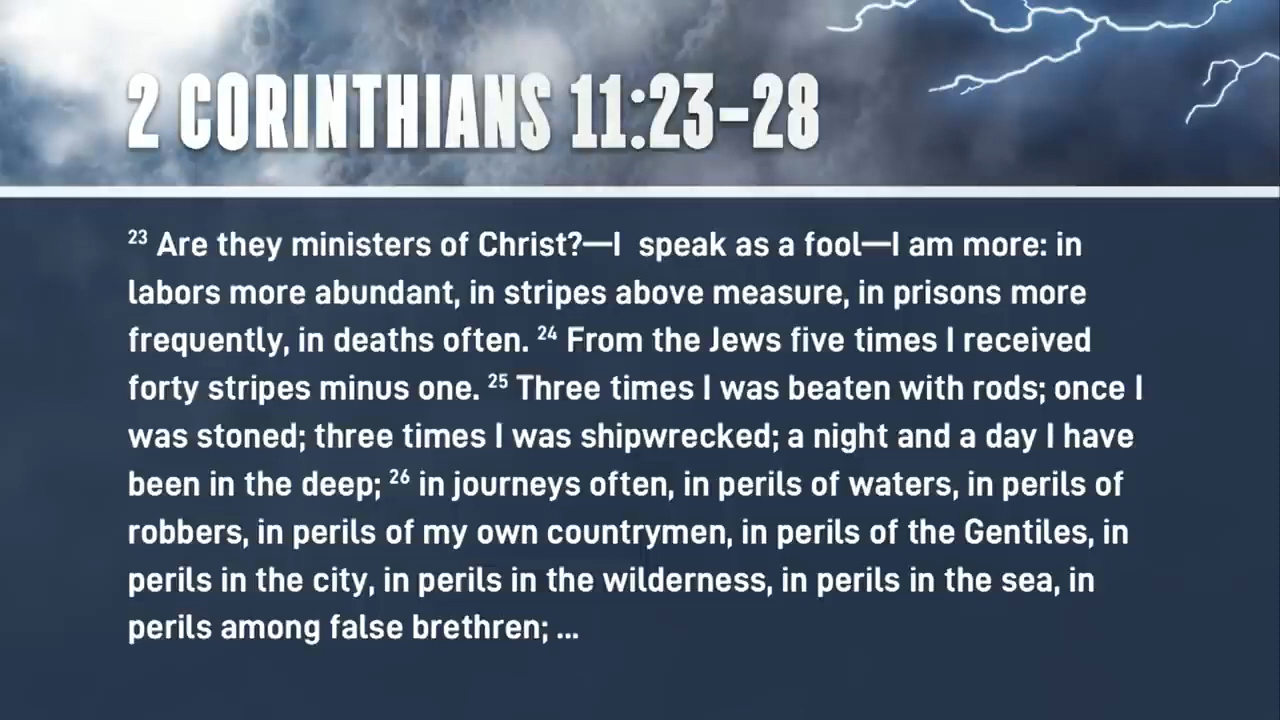 2 CORINTHIANS 11:23–28
23 Are they ministers of Christ?—I speak as a fool—I am more: in
labors more abundant, in stripes above measure, in prisons more
frequently, in deaths often. 24 From the Jews five times I received
forty stripes minus one. 25 Three times I was beaten with rods; once I
was stoned; three times I was shipwrecked; a night and a day I have
been in the deep; 26 in journeys often, in perils of waters, in perils of
robbers, in perils of my own countrymen, in perils of the Gentiles, in
perils in the city, in perils in the wilderness, in perils in the sea, in
perils among false brethren; ...